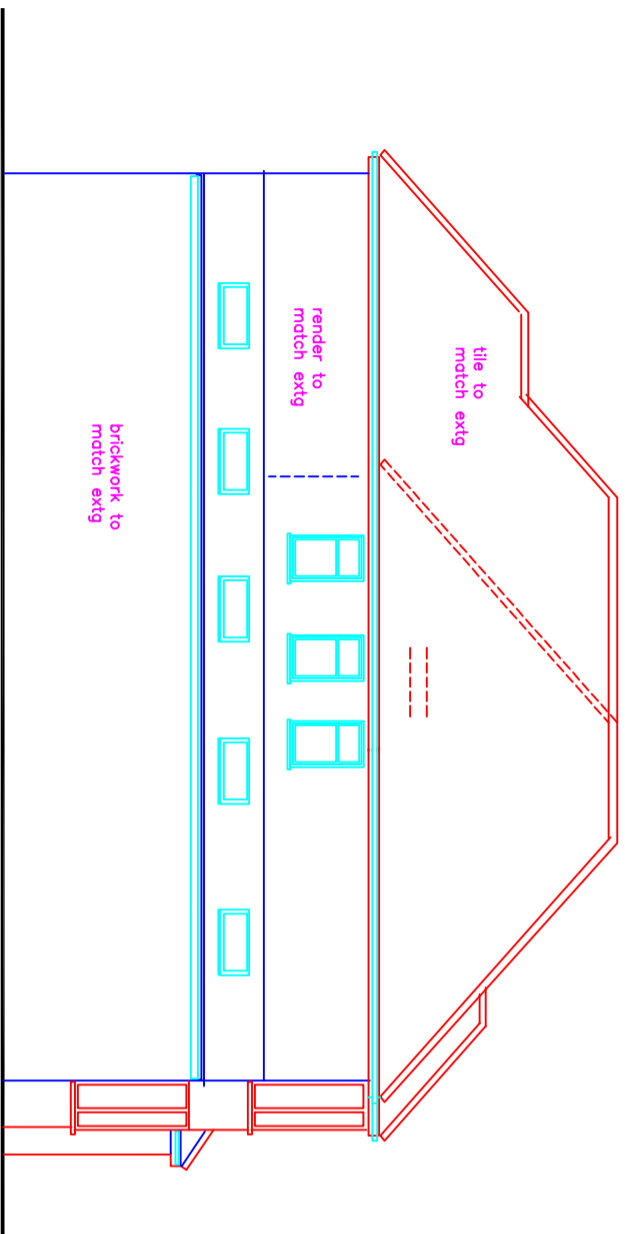 tile to
match extg
render to
match extg
brickwork to
match extg